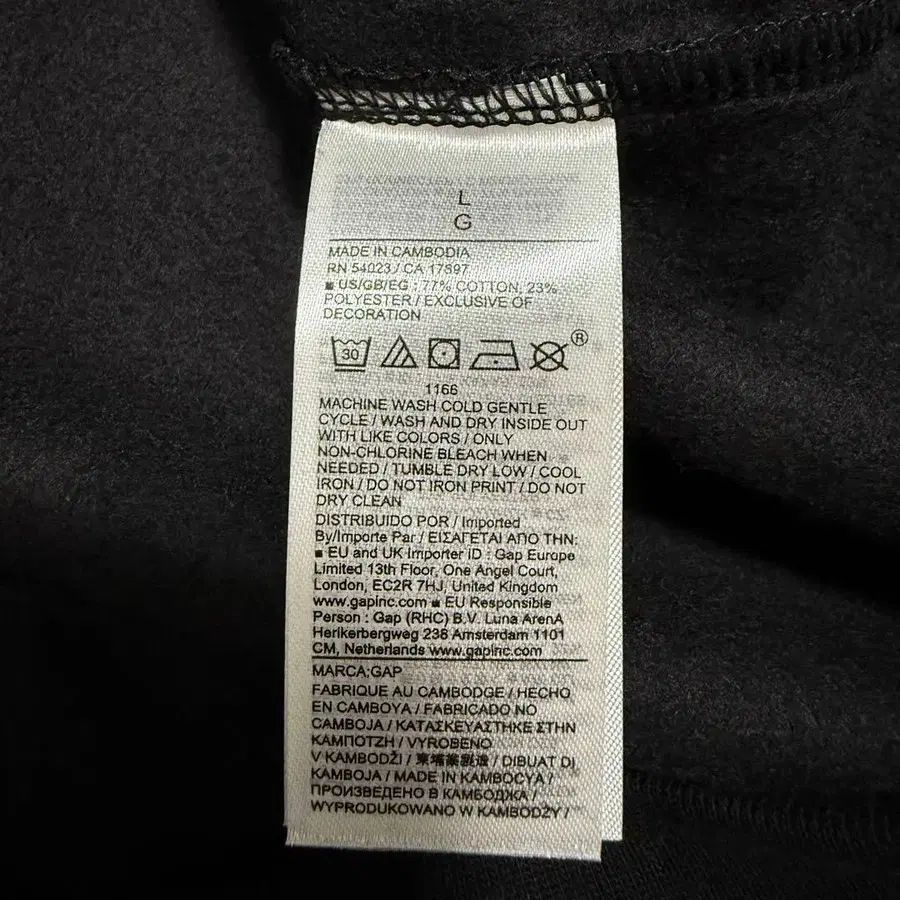 L
G
MADE IN CAMBODIA
RN 54023 / CA 17897
■ US/GB/EG : 77% COTTON, 23%
POLYESTER / EXCLUSIVE OF
DECORATION
30
®
1166
MACHINE WASH COLD GENTLE
CYCLE / WASH AND DRY INSIDE OUT
WITH LIKE COLORS / ONLY
NON-CHLORINE BLEACH WHEN
NEEDED / TUMBLE DRY LOW / COOL
IRON / DO NOT IRON PRINT / DO NOT
DRY CLEAN
DISTRIBUIDO POR / Imported
By/Importe Par / ΕΙΣΑΓΕΤΑΙ ΑΠΟ ΤΗΝ:
■ EU and UK Importer ID : Gap Europe
Limited 13th Floor, One Angel Court,
London, EC2R 7HJ, United Kingdom
www.gapinc.com ■ EU Responsible
Person : Gap (RHC) B.V. Luna ArenA
Herikerbergweg 238 Amsterdam 1101
CM, Netherlands www.gapinc.com
MARCA:GAP
FABRIQUE AU CAMBODGE / HECHO
EN CAMBOYA / FABRICADO NO
CAMBOJA / ΚΑΤΑΣΚΕΥΑΣΤΗΚΕ ΣΤΗΝ
ΚΑΜΠΟΤΖΗ / VYROBENO
V KAMBODŽI / 柬埔寨製造 / DIBUAT DI
KAMBOJA / MADE IN KAMBOÇYA /
ПРОИЗВЕДЕНО В КАМБОДЖА /
WYPRODUKOWANO W KAMBODŻY /